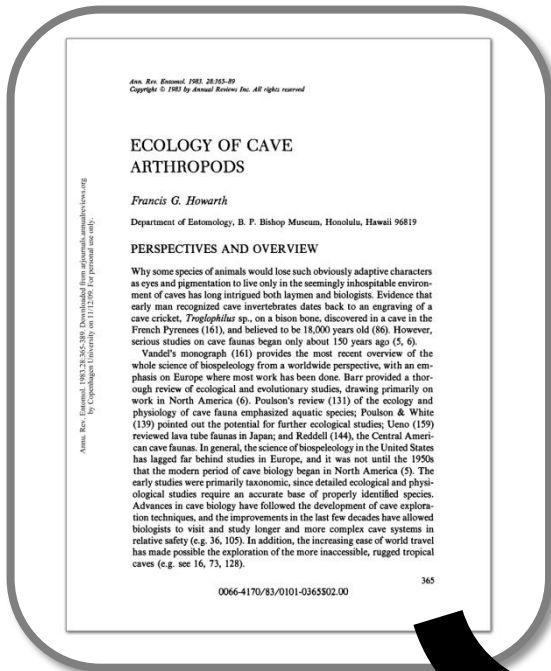 Ann. Rev. Entomol. 1983. 28:365-89
Copyright © 1983 by Annual Reviews Inc. All rights reserved
ECOLOGY OF CAVE
ARTHROPODS
Francis G. Howarth
Department of Entomology, B. P. Bishop Museum, Honolulu, Hawaii 96819
PERSPECTIVES AND OVERVIEW
Why some species of animals would lose such obviously adaptive characters
as eyes and pigmentation to live only in the seemingly inhospitable environ-
ment of caves has long intrigued both laymen and biologists. Evidence that
early man recognized cave invertebrates dates back to an engraving of a
cave cricket, Troglophilus sp., on a bison bone, discovered in a cave in the
French Pyrenees (161), and believed to be 18,000 years old (86). However,
serious studies on cave faunas began only about 150 years ago (5, 6).
Vandel's monograph (161) provides the most recent overview of the
whole science of biospeleology from a worldwide perspective, with an em-
phasis on Europe where most work has been done. Barr provided a thor-
ough review of ecological and evolutionary studies, drawing primarily on
work in North America (6). Poulson's review (131) of the ecology and
physiology of cave fauna emphasized aquatic species; Poulson & White
(139) pointed out the potential for further ecological studies; Ueno (159)
reviewed lava tube faunas in Japan; and Reddell (144), the Central Ameri-
can cave faunas. In general, the science of biospeleology in the United States
has lagged far behind studies in Europe, and it was not until the 1950s
that the modern period of cave biology began in North America (5). The
early studies were primarily taxonomic, since detailed ecological and physi-
ological studies require an accurate base of properly identified species.
Advances in cave biology have followed the development of cave explora-
tion techniques, and the improvements in the last few decades have allowed
biologists to visit and study longer and more complex cave systems in
relative safety (e.g. 36, 105). In addition, the increasing ease of world travel
has made possible the exploration of the more inaccessible, rugged tropical
caves (e.g. see 16, 73, 128).
365
0066-4170/83/0101-0365$02.00
Annu. Rev. Entomol. 1983.28:365-389. Downloaded from arjournals.annualreviews.org
by Copenhagen University on 11/12/09. For personal use only.